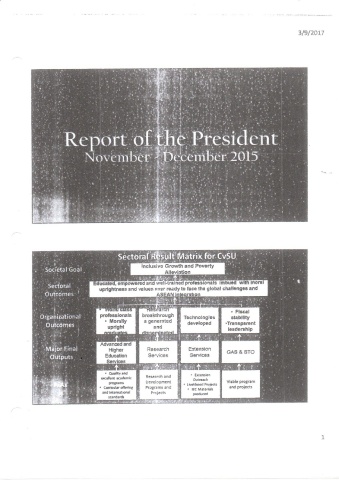 3/9/2017
Report of the President
November - December 2015
Sectoral Result Matrix for CvSU
Societal Goal
Inclusive Growth and Poverty
Alleviation
Sectoral
Outcomes
Educated, empowered and well-trained professionals imbued with moral
uprightness and values ever ready to face the global challenges and
ASEAN integration
Organizational
Outcomes
professionals
• Morally
upright
graduates
Research
breakthrough
s generated
and
disseminated
Technologies
developed
• Fiscal
stability
•Transparent
leadership
Major Final
Outputs
Advanced and
Higher
Education
Services
Research
Services
Extension
Services
GAS & STO
• Quality and
excellent academic
programs
• Curricular offering
and international
standards
Research and
Development
Programs and
Projects
• Extension
Outreach
• Livelihood Projects
• IEC Materials
produced
Viable program
and projects
1